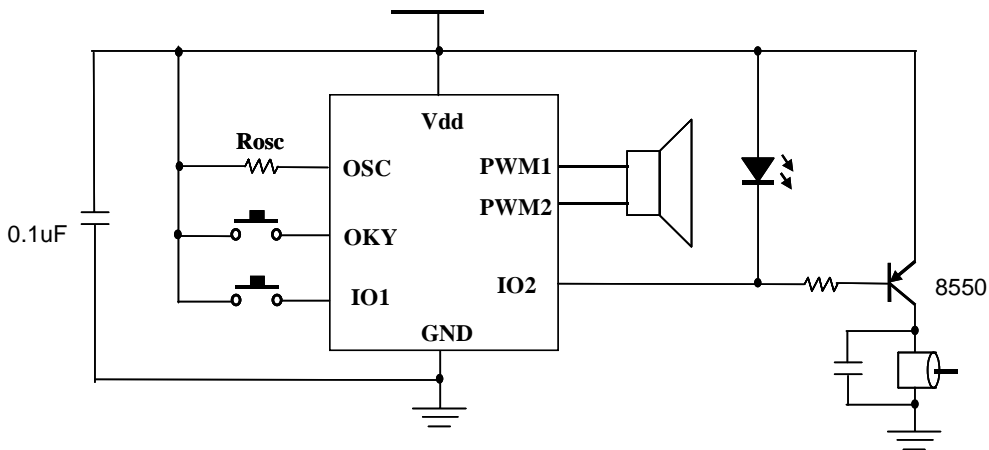 Vdd
Rosc
OSC
PWM1
PWM2
0.1uF
OKY
IO1
IO2
8550
GND